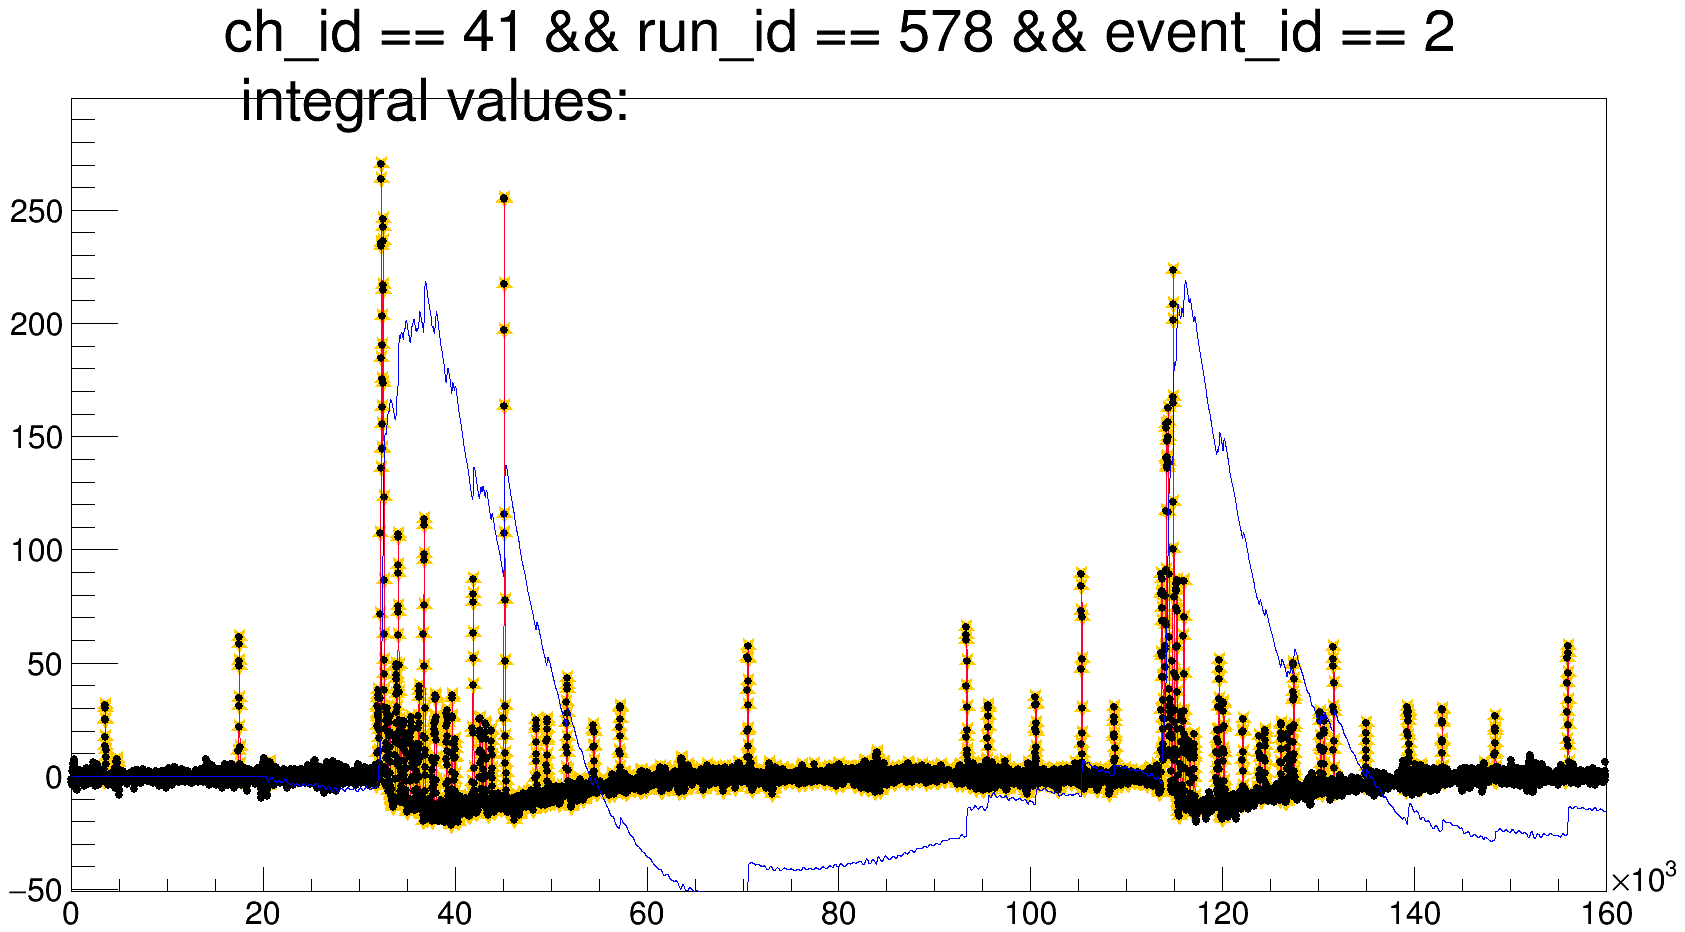 ch_id == 41 && run_id == 578 && event_id == 2
integral values:
250
200
150
100
50
0
−50
0 20 40 60 80 100 120 140 160
×10³